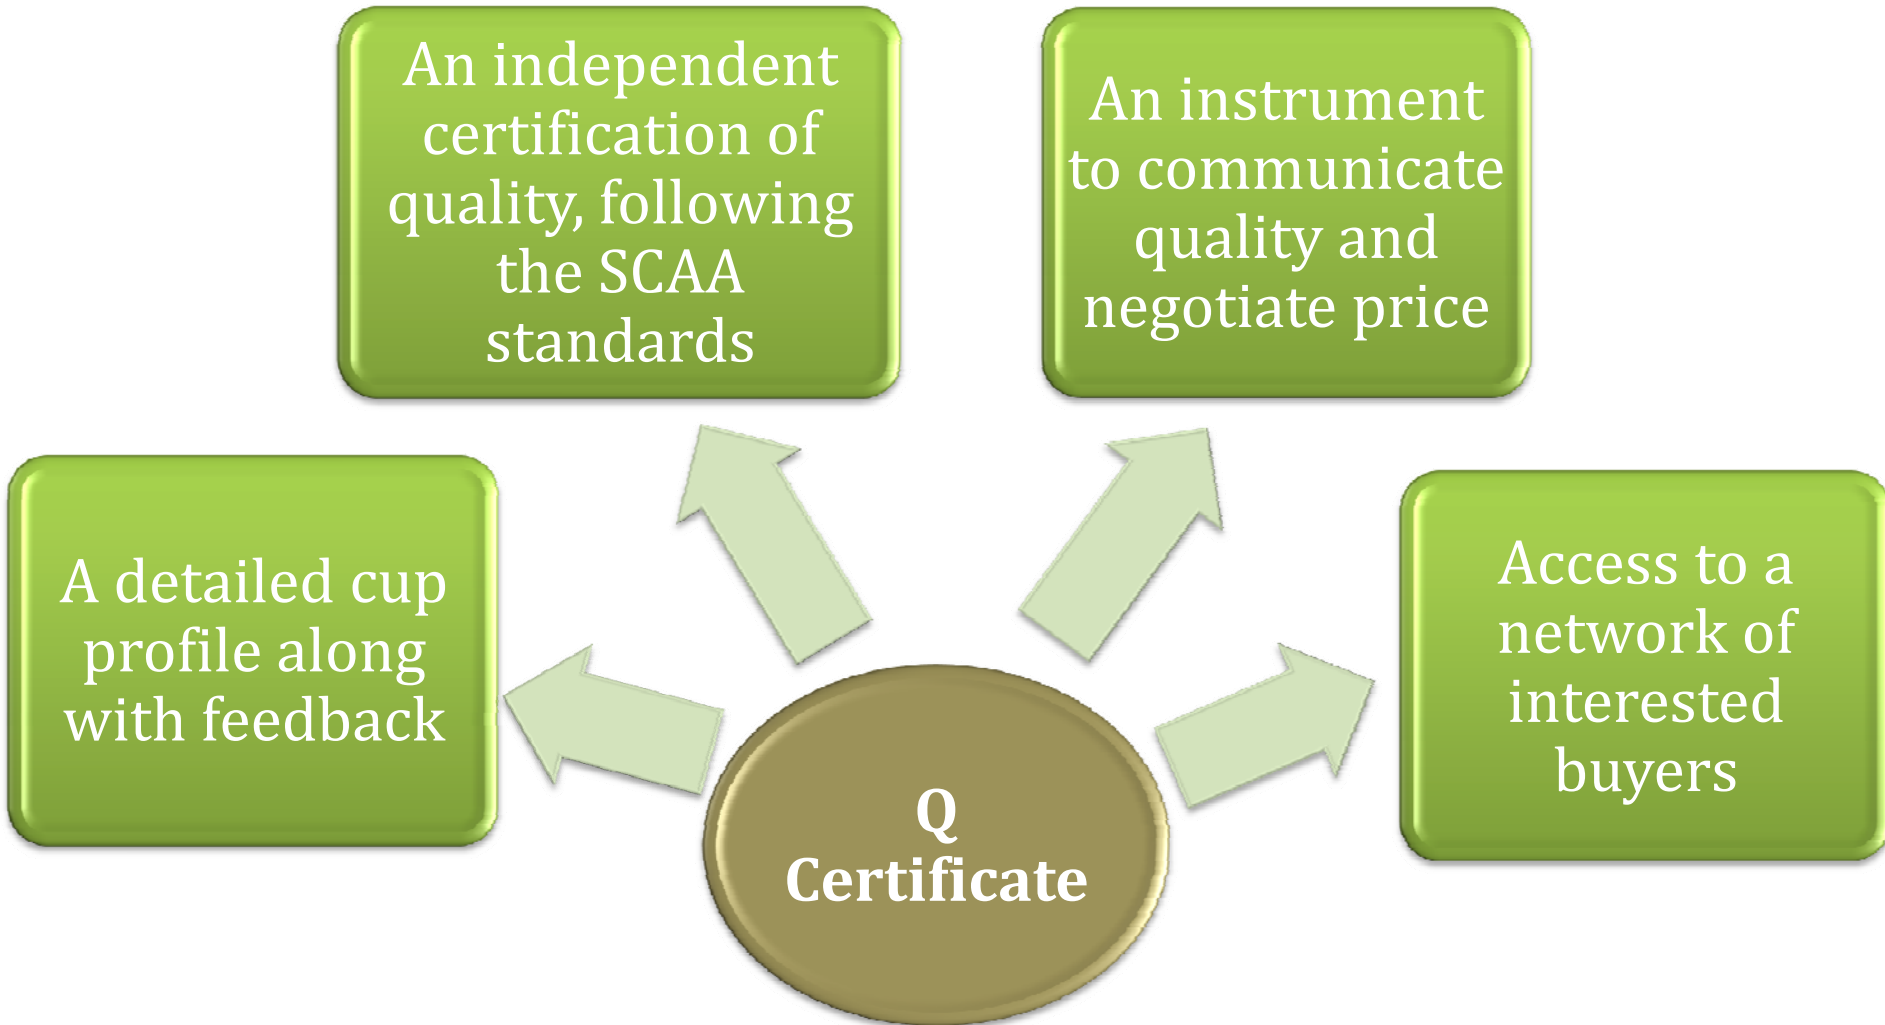 An independent
certification of
quality, following
the SCAA
standards
An instrument
to communicate
quality and
negotiate price
A detailed cup
profile along
with feedback
Access to a
network of
interested
buyers
Q
Certificate